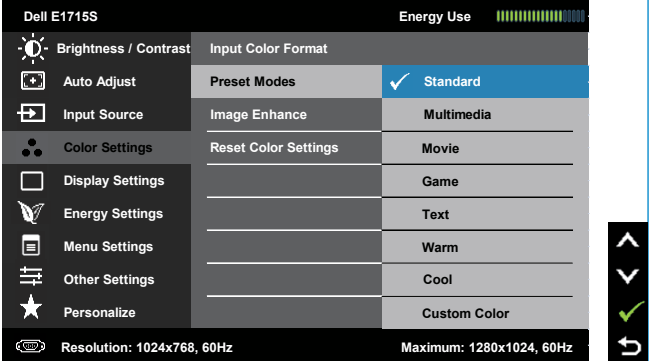 Dell E1715S Energy Use
Brightness / Contrast Input Color Format
Auto Adjust Preset Modes Standard
Input Source Image Enhance Multimedia
Color Settings Reset Color Settings Movie
Display Settings Game
Energy Settings Text
Menu Settings Warm
Other Settings Cool
Personalize Custom Color
Resolution: 1024x768, 60Hz Maximum: 1280x1024, 60Hz